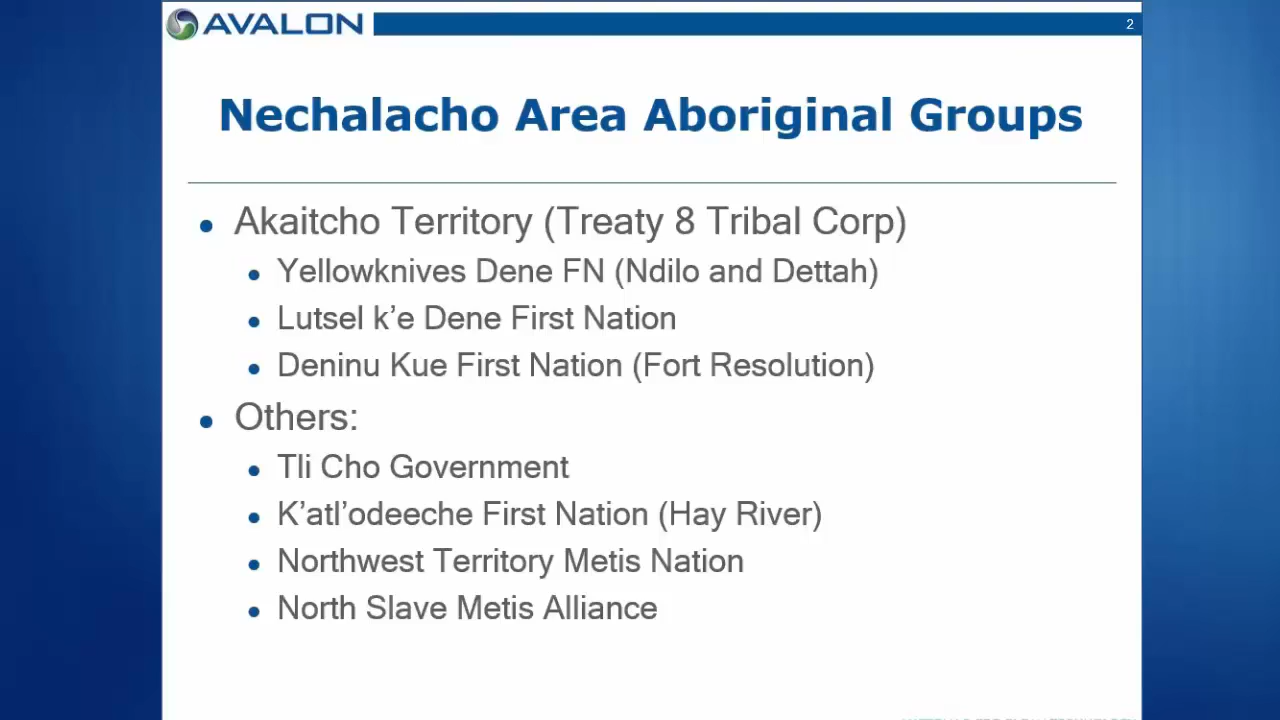 AVALON
2
Nechalacho Area Aboriginal Groups
Akaitcho Territory (Treaty 8 Tribal Corp)
Yellowknives Dene FN (Ndilo and Dettah)
Lutsel k’e Dene First Nation
Deninu Kue First Nation (Fort Resolution)
Others:
Tli Cho Government
K’atl’odeeche First Nation (Hay River)
Northwest Territory Metis Nation
North Slave Metis Alliance